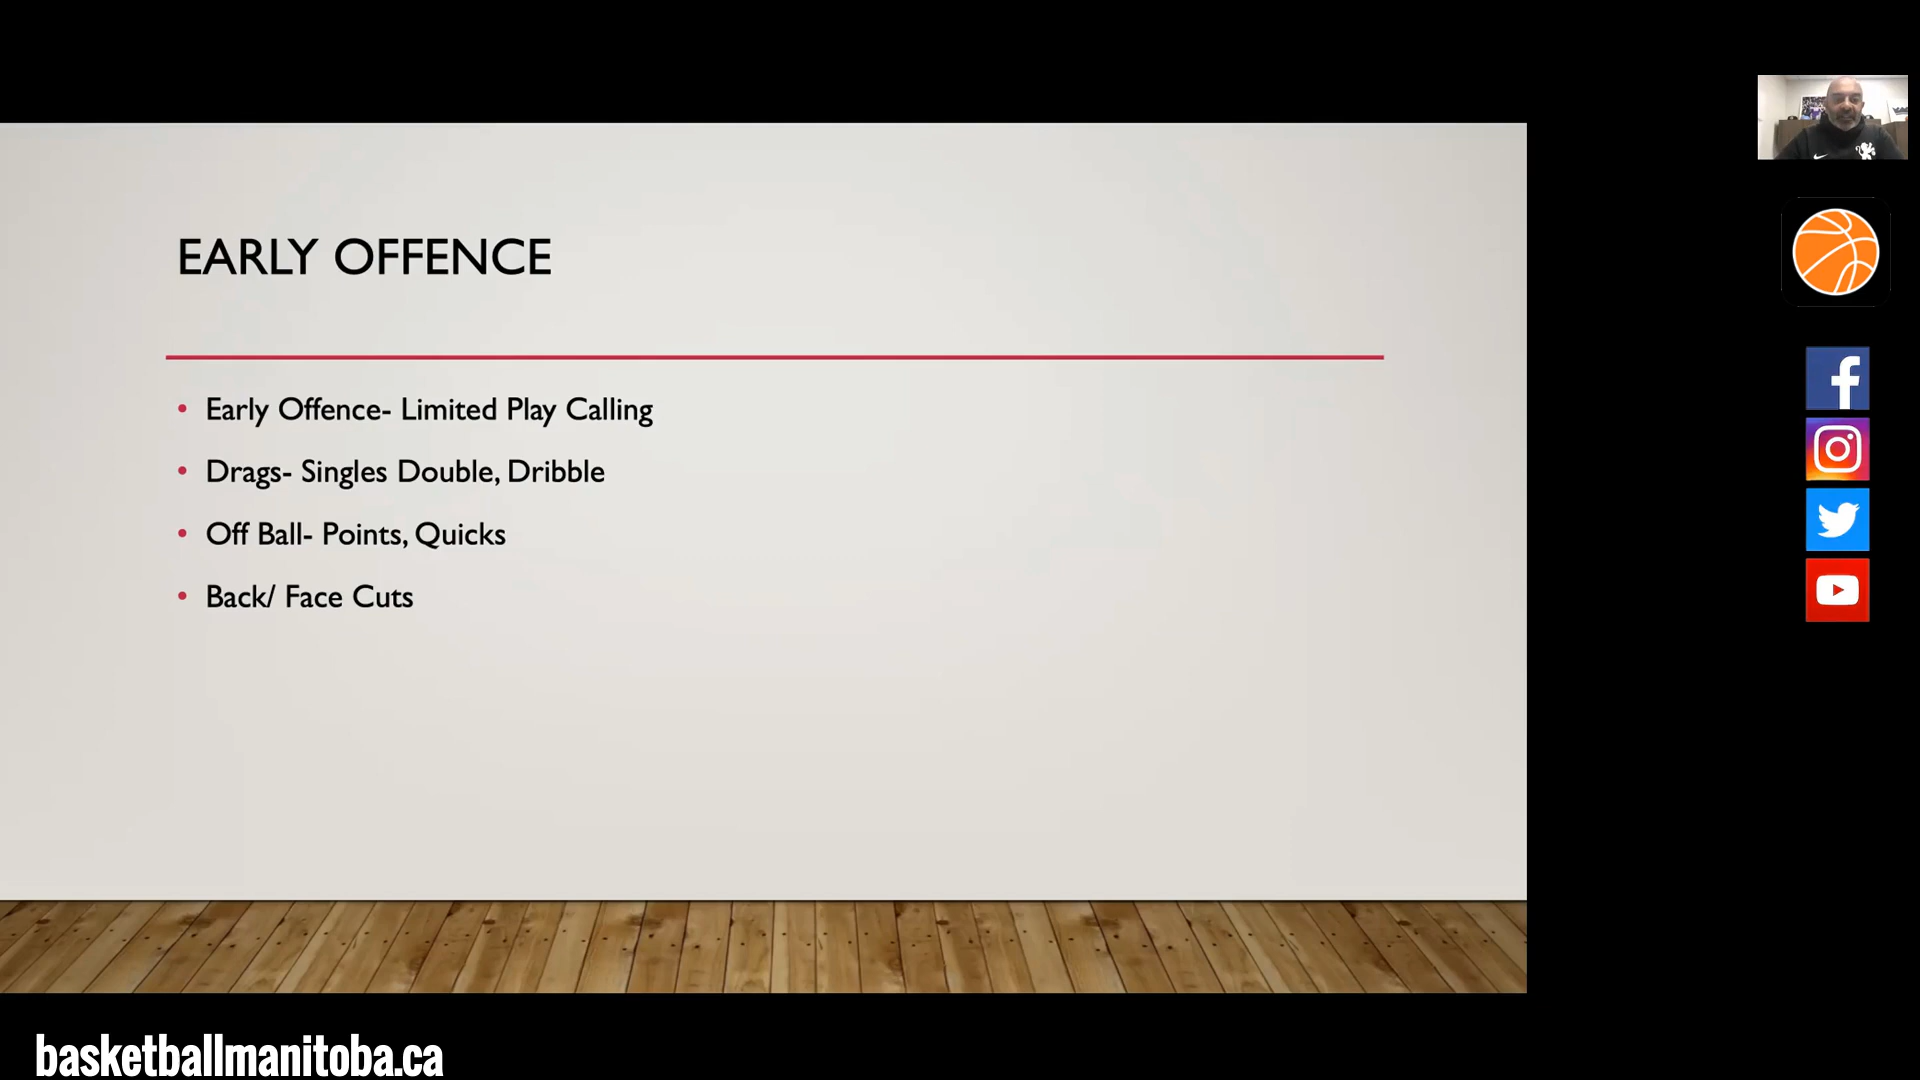 EARLY OFFENCE
• Early Offence- Limited Play Calling
• Drags- Singles Double, Dribble
• Off Ball- Points, Quicks
• Back/ Face Cuts
basketballmanitoba.ca